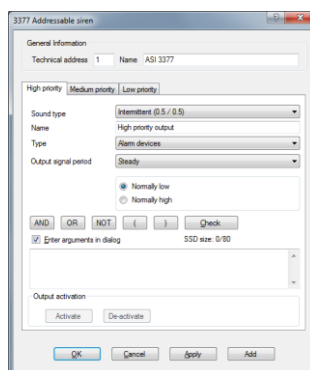 3377 Addressable siren
General Information
Technical address 1 Name ASI 3377
High priority Medium priority Low priority
Sound type Intermittent (0.5 / 0.5)
Name High priority output
Type Alarm devices
Output signal period Steady
Normally low
Normally high
AND OR NOT ( ) Check
Enter arguments in dialog SSD size: 0/80
Output activation
Activate De-activate
OK Cancel Apply Add